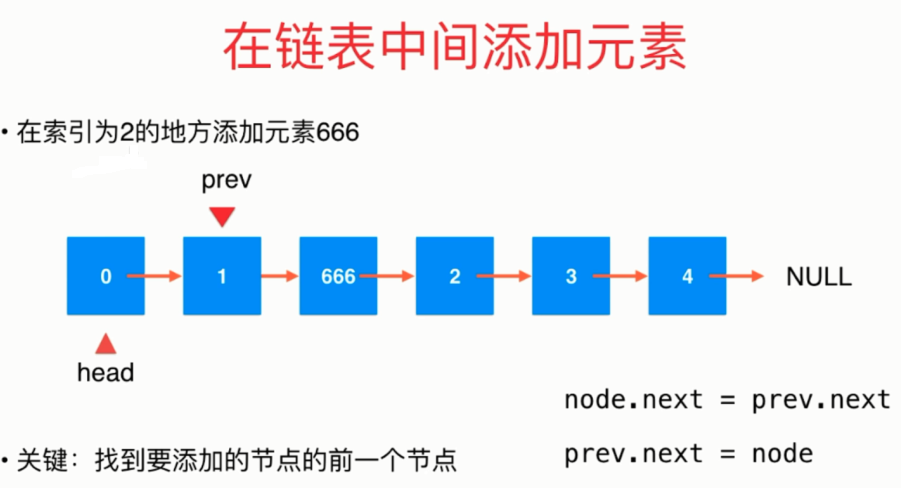 在链表中间添加元素
• 在索引为2的地方添加元素666
prev
0 1 666 2 3 4 NULL
head
node.next = prev.next
prev.next = node
• 关键：找到要添加的节点的前一个节点